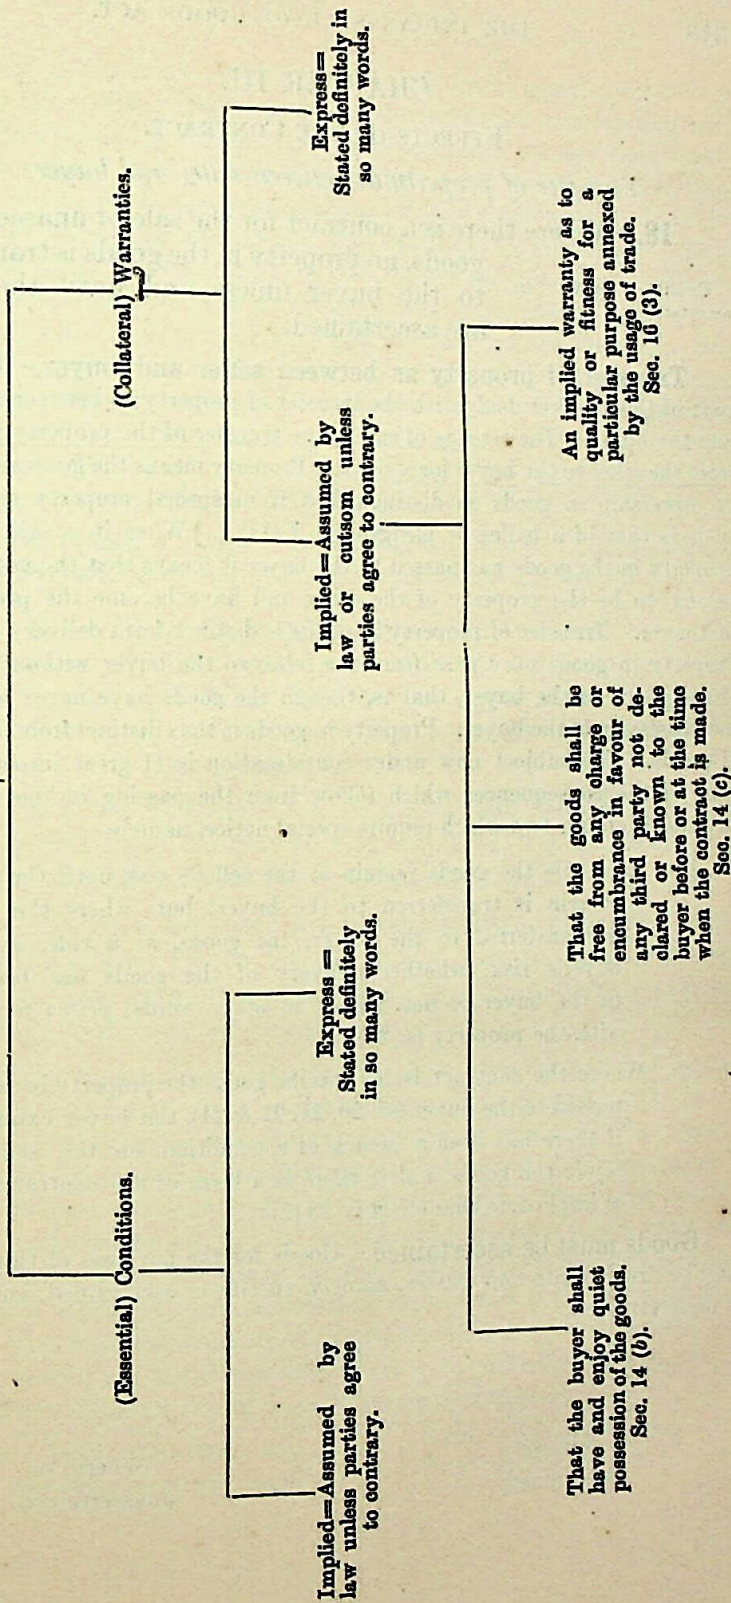 (Essential) Conditions.
(Collateral) Warranties.
Implied=Assumed by
law unless parties agree
to contrary.
Express=
Stated definitely
in so many words.
Implied=Assumed by
law or cutsom unless
parties agree to contrary.
Express=
Stated definitely in
so many words.
That the buyer shall
have and enjoy quiet
possession of the goods.
Sec. 14 (b).
That the goods shall be
free from any charge or
encumbrance in favour of
any third party not de-
clared or known to the
buyer before or at the time
when the contract is made.
Sec. 14 (c).
An implied warranty as to
quality or fitness for a
particular purpose annexed
by the usage of trade.
Sec. 16 (3).